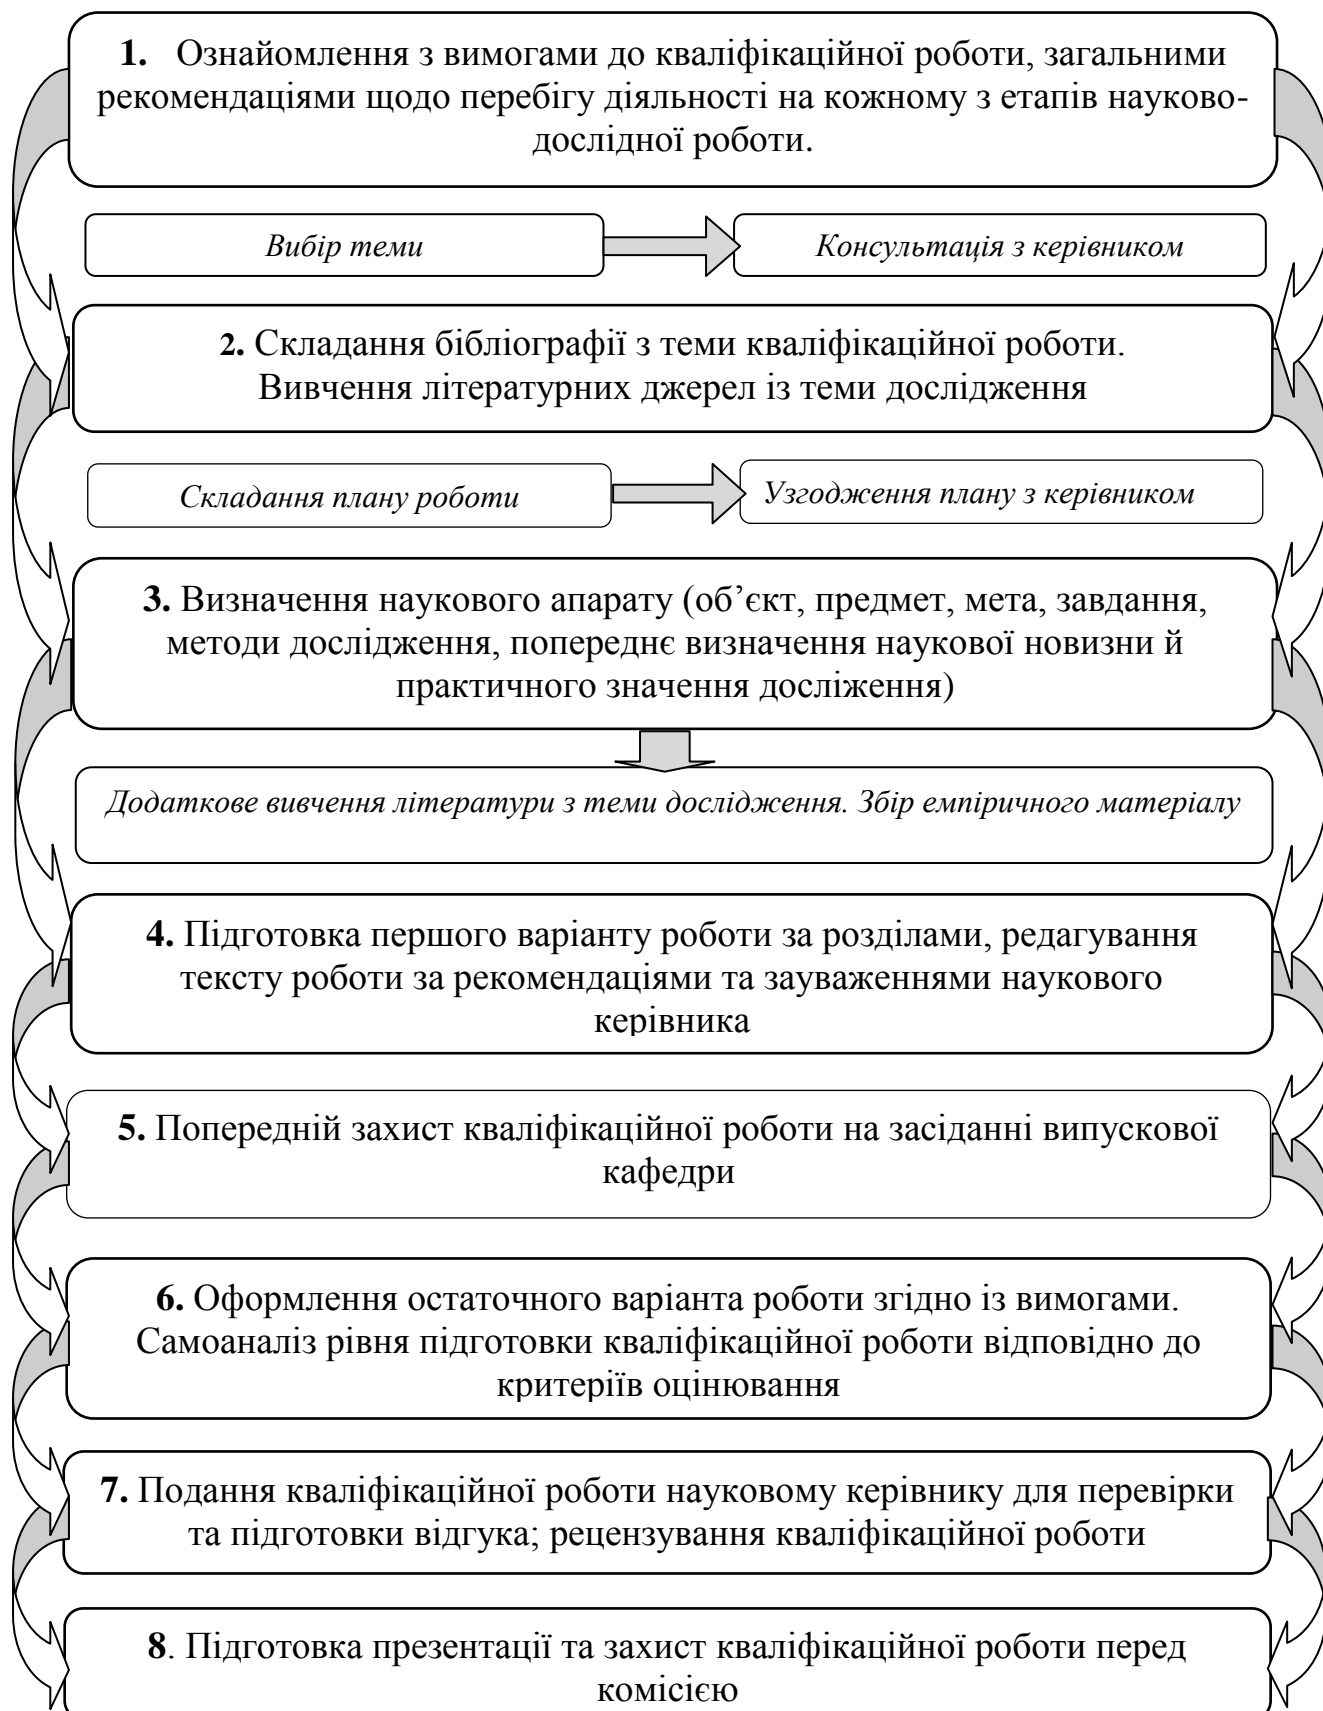 1. Ознайомлення з вимогами до кваліфікаційної роботи, загальними
рекомендаціями щодо перебігу діяльності на кожному з етапів науково-
дослідної роботи.
Вибір теми
Консультація з керівником
2. Складання бібліографії з теми кваліфікаційної роботи.
Вивчення літературних джерел із теми дослідження
Складання плану роботи
Узгодження плану з керівником
3. Визначення наукового апарату (об’єкт, предмет, мета, завдання,
методи дослідження, попереднє визначення наукової новизни й
практичного значення досліження)
Додаткове вивчення літератури з теми дослідження. Збір емпіричного матеріалу
4. Підготовка першого варіанту роботи за розділами, редагування
тексту роботи за рекомендаціями та зауваженнями наукового
керівника
5. Попередній захист кваліфікаційної роботи на засіданні випускової
кафедри
6. Оформлення остаточного варіанта роботи згідно із вимогами.
Самоаналіз рівня підготовки кваліфікаційної роботи відповідно до
критеріїв оцінювання
7. Подання кваліфікаційної роботи науковому керівнику для перевірки
та підготовки відгука; рецензування кваліфікаційної роботи
8. Підготовка презентації та захист кваліфікаційної роботи перед
комісією